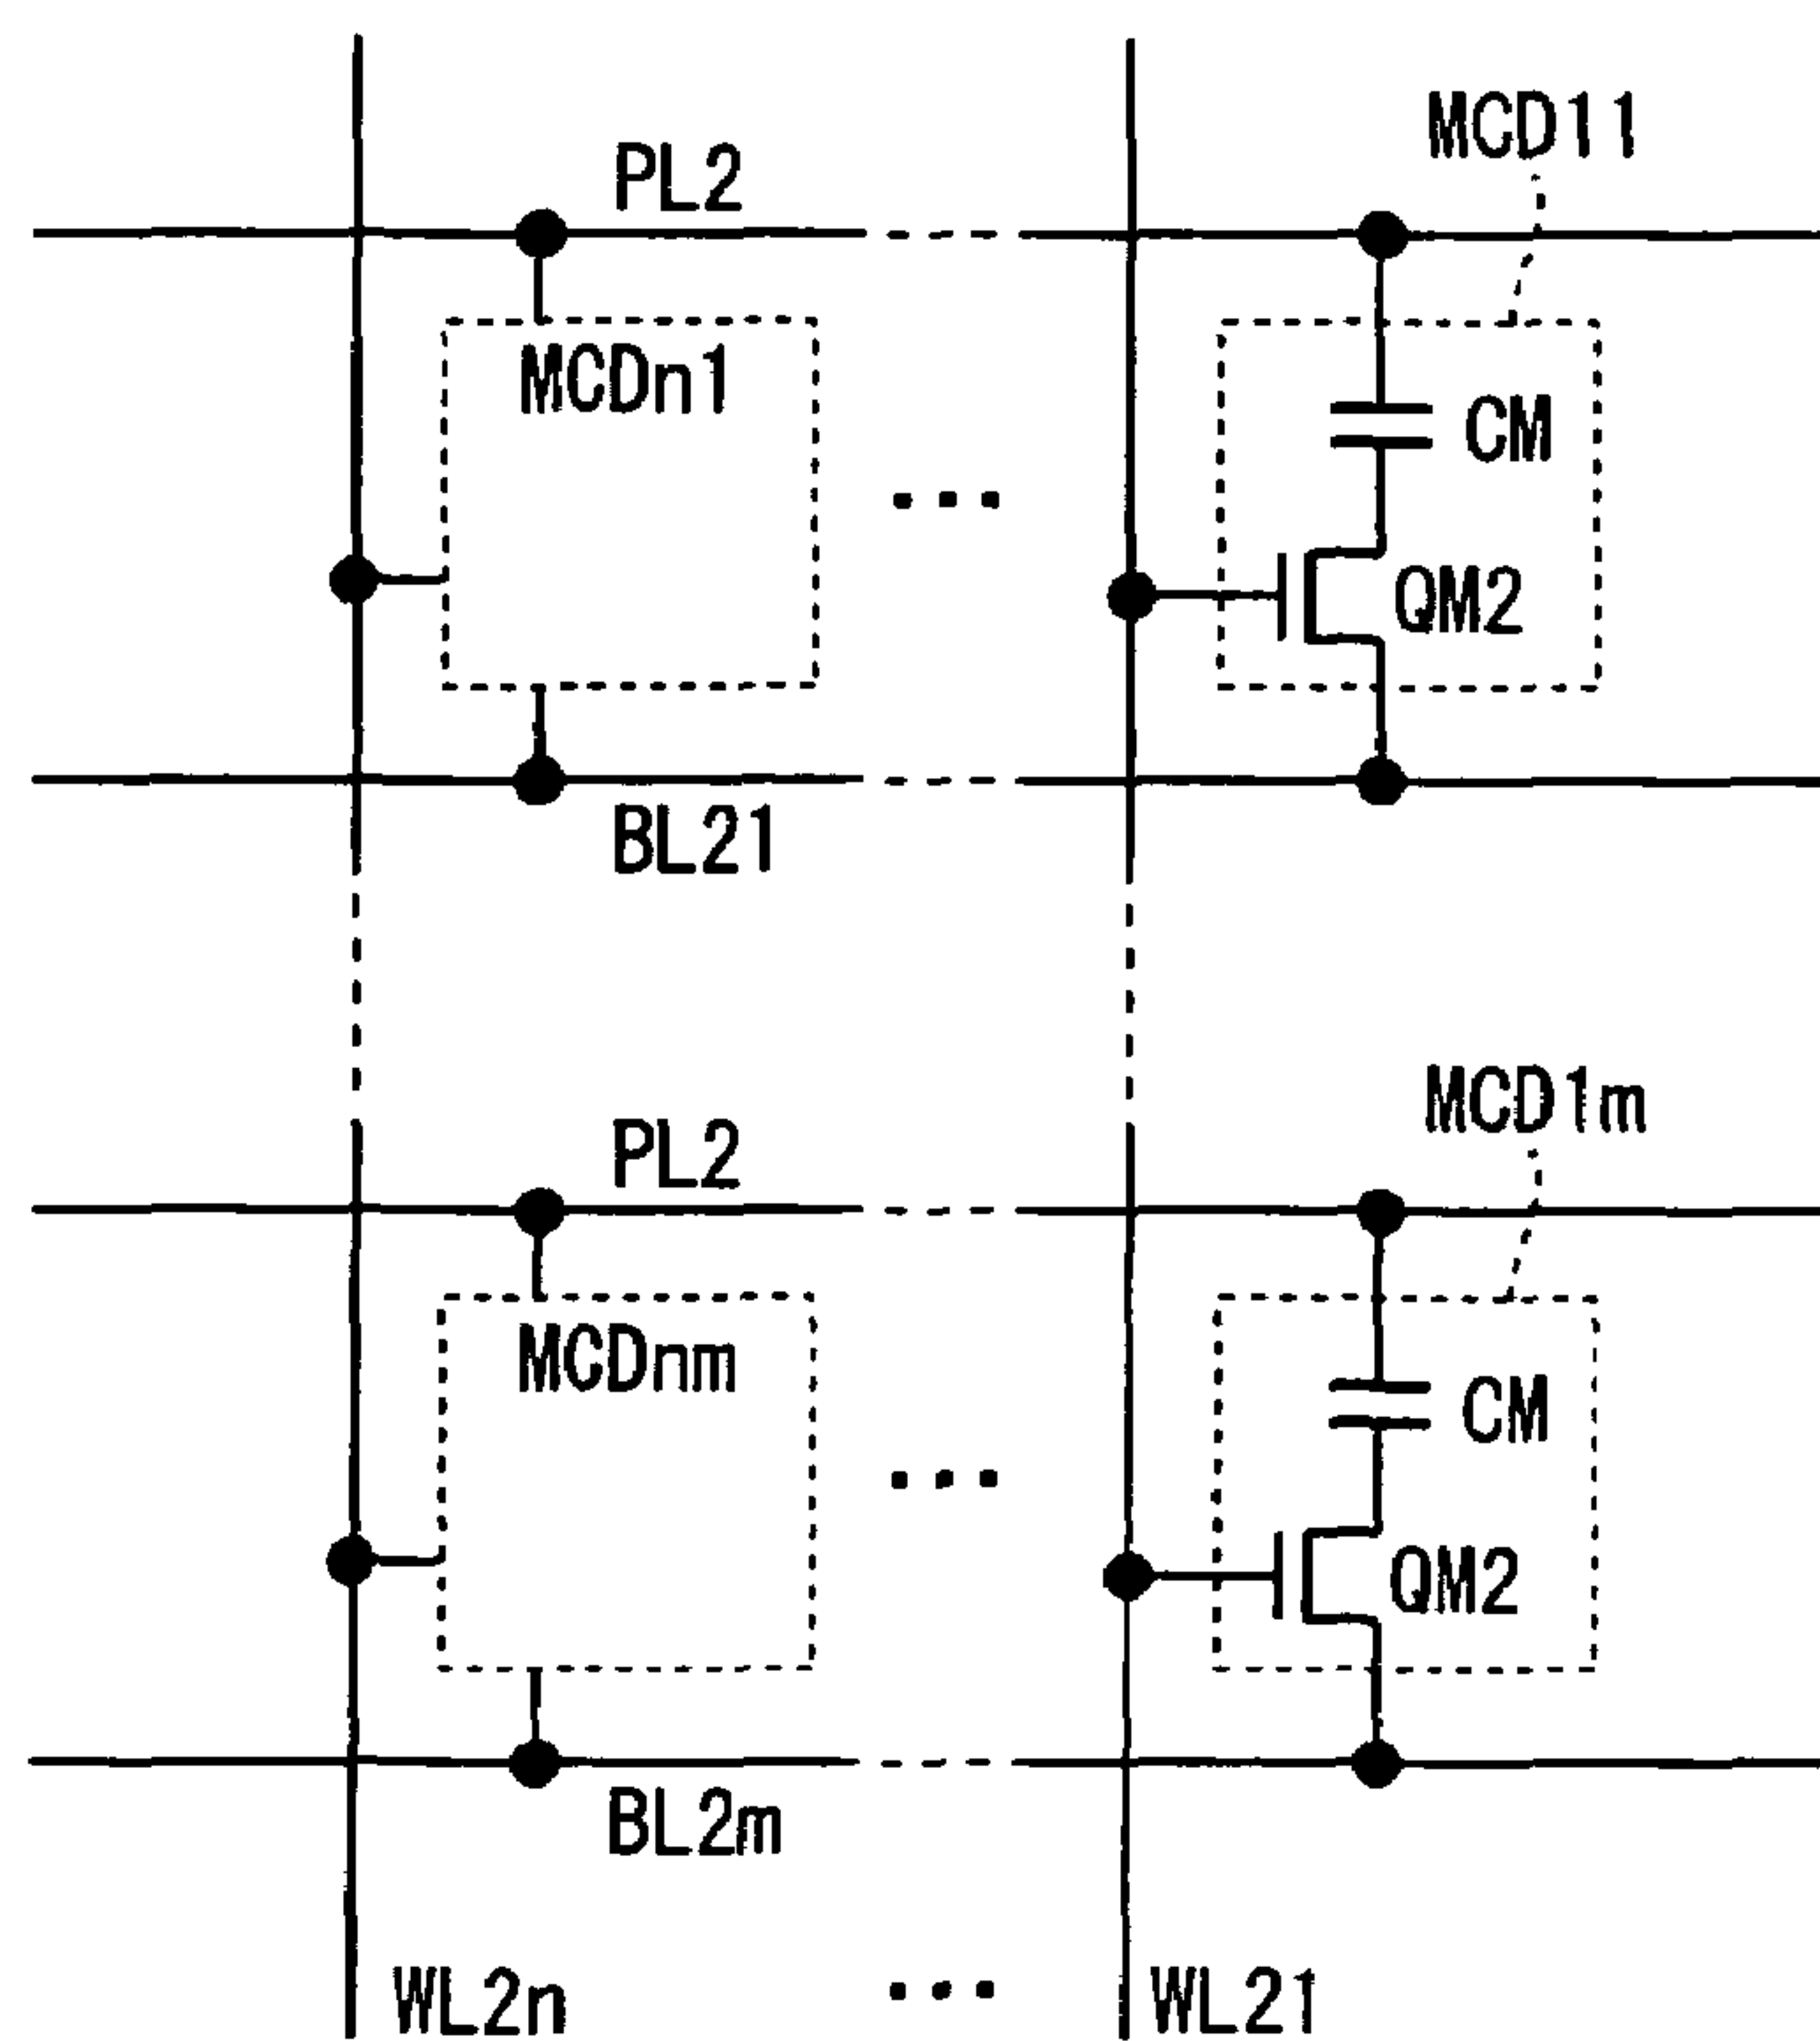 MCD11
PL2
MCDn1
CM
QM2
BL21
MCD1m
PL2
MCDnm
CM
QM2
BL2m
WL2n ... WL21